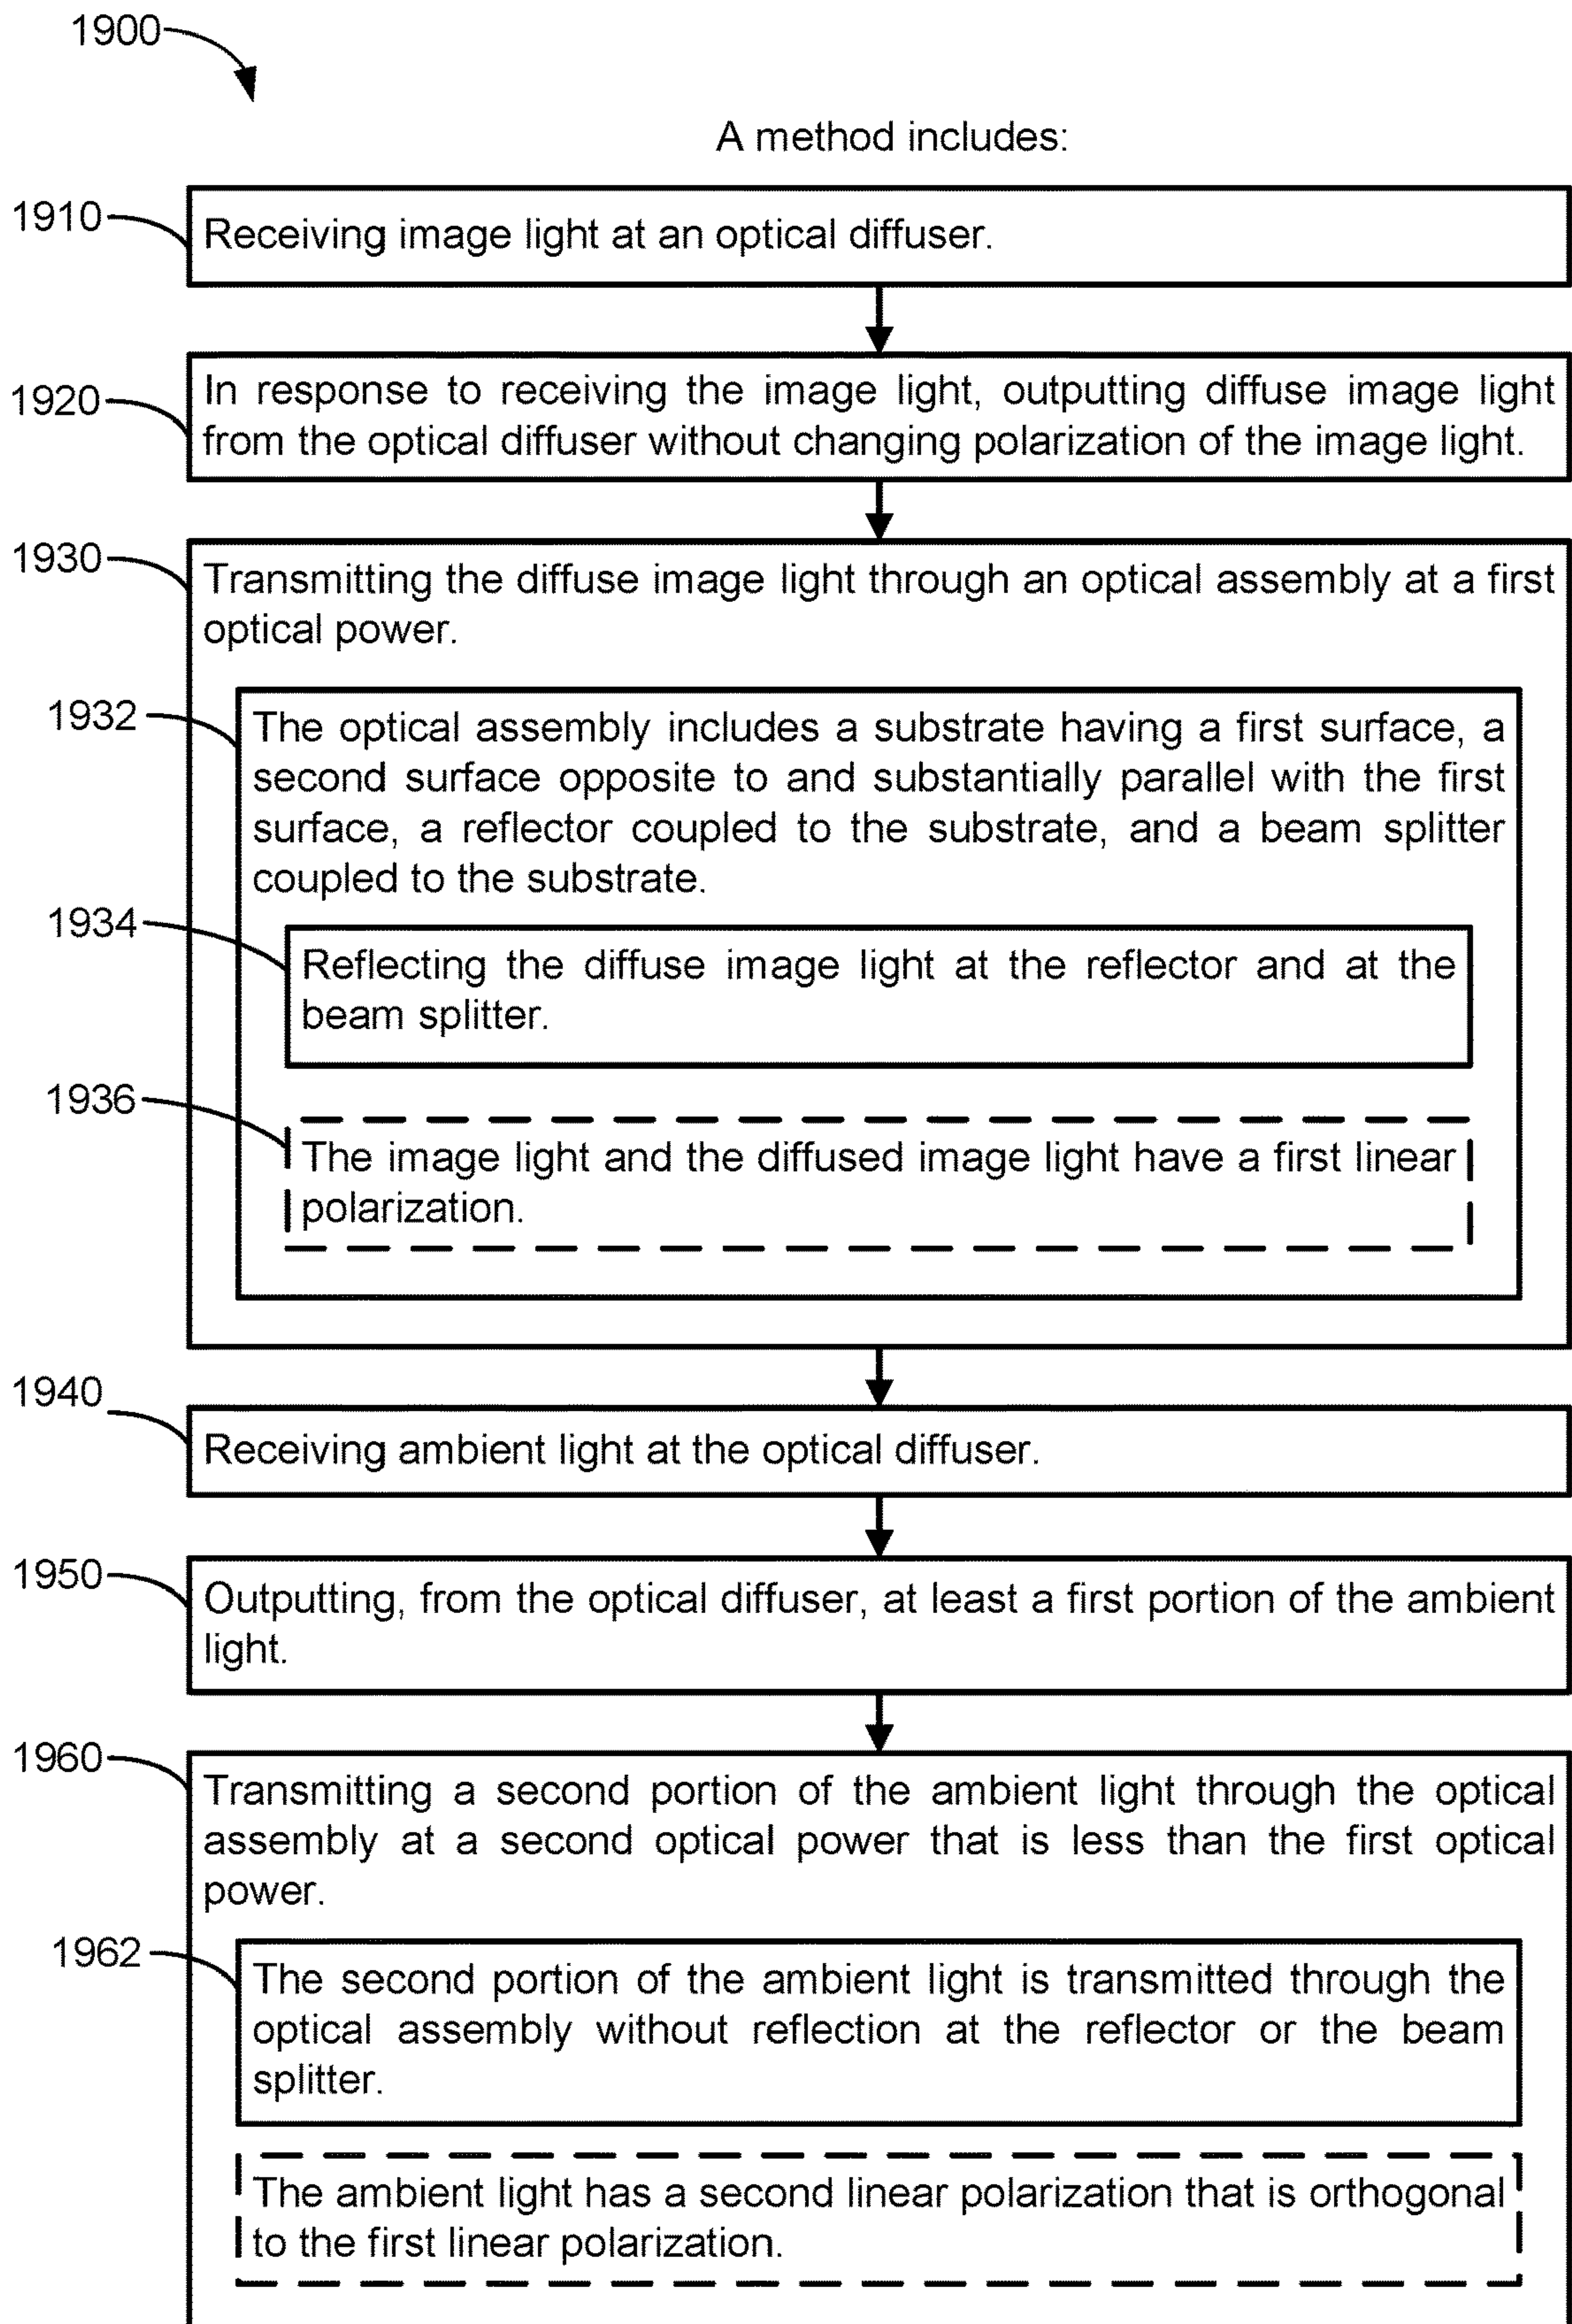 1900
A method includes:
1910
Receiving image light at an optical diffuser.
1920
In response to receiving the image light, outputting diffuse image light
from the optical diffuser without changing polarization of the image light.
1930
Transmitting the diffuse image light through an optical assembly at a first
optical power.
1932
The optical assembly includes a substrate having a first surface, a
second surface opposite to and substantially parallel with the first
surface, a reflector coupled to the substrate, and a beam splitter
coupled to the substrate.
1934
Reflecting the diffuse image light at the reflector and at the
beam splitter.
1936
The image light and the diffused image light have a first linear
polarization.
1940
Receiving ambient light at the optical diffuser.
1950
Outputting, from the optical diffuser, at least a first portion of the ambient
light.
1960
Transmitting a second portion of the ambient light through the optical
assembly at a second optical power that is less than the first optical
power.
1962
The second portion of the ambient light is transmitted through the
optical assembly without reflection at the reflector or the beam
splitter.
The ambient light has a second linear polarization that is orthogonal
to the first linear polarization.